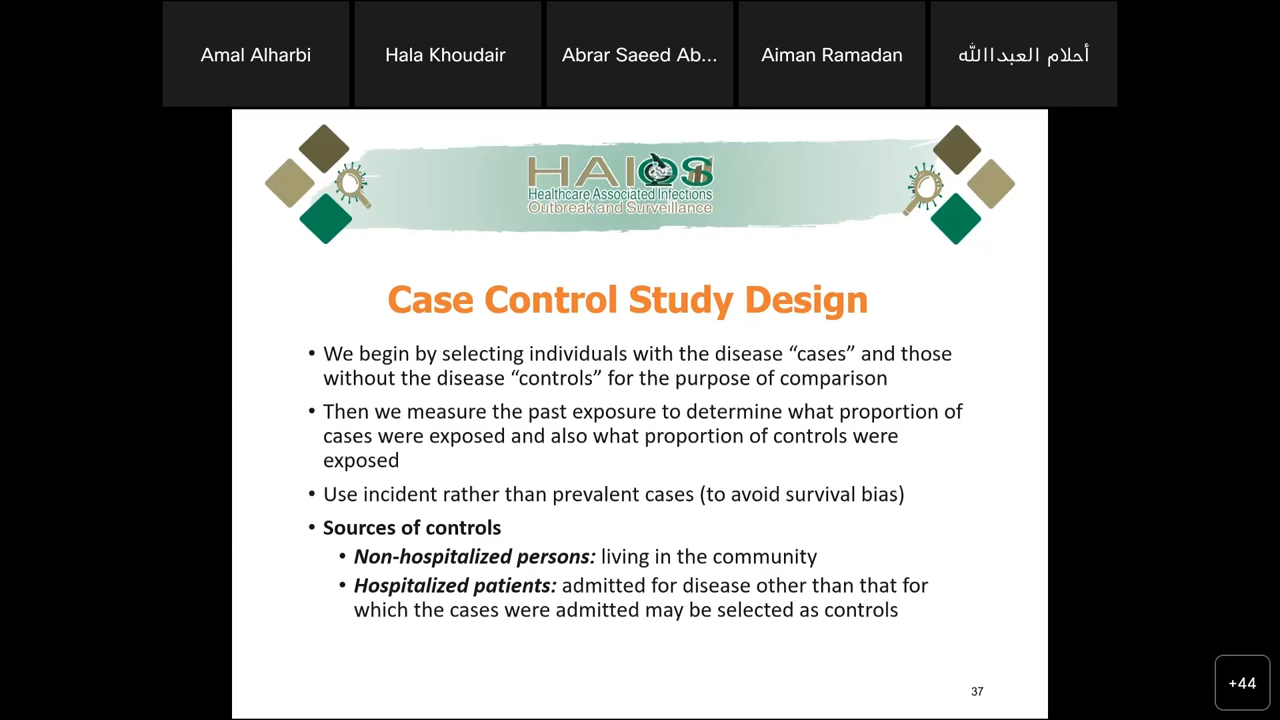 Amal Alharbi
Hala Khoudair
Abrar Saeed Ab...
Aiman Ramadan
أحلام العبداالله
HAIOS
Healthcare Associated Infections
Outbreak and Surveillance
Case Control Study Design
• We begin by selecting individuals with the disease “cases” and those
without the disease “controls” for the purpose of comparison
• Then we measure the past exposure to determine what proportion of
cases were exposed and also what proportion of controls were
exposed
• Use incident rather than prevalent cases (to avoid survival bias)
• Sources of controls
• Non-hospitalized persons: living in the community
• Hospitalized patients: admitted for disease other than that for
which the cases were admitted may be selected as controls
37
+44